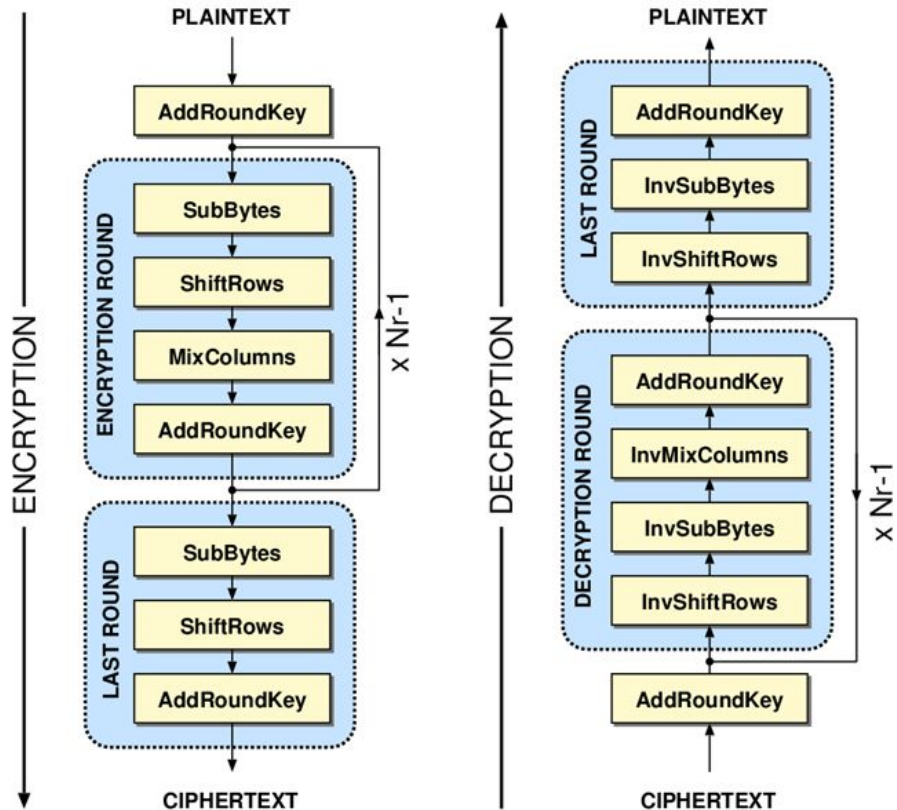 PLAINTEXT
AddRoundKey
ENCRYPTION
ENCRYPTION ROUND
SubBytes
ShiftRows
MixColumns
AddRoundKey
x Nr-1
LAST ROUND
SubBytes
ShiftRows
AddRoundKey
CIPHERTEXT
PLAINTEXT
DECRYPTION
LAST ROUND
AddRoundKey
InvSubBytes
InvShiftRows
DECRYPTION ROUND
AddRoundKey
InvMixColumns
InvSubBytes
InvShiftRows
x Nr-1
AddRoundKey
CIPHERTEXT